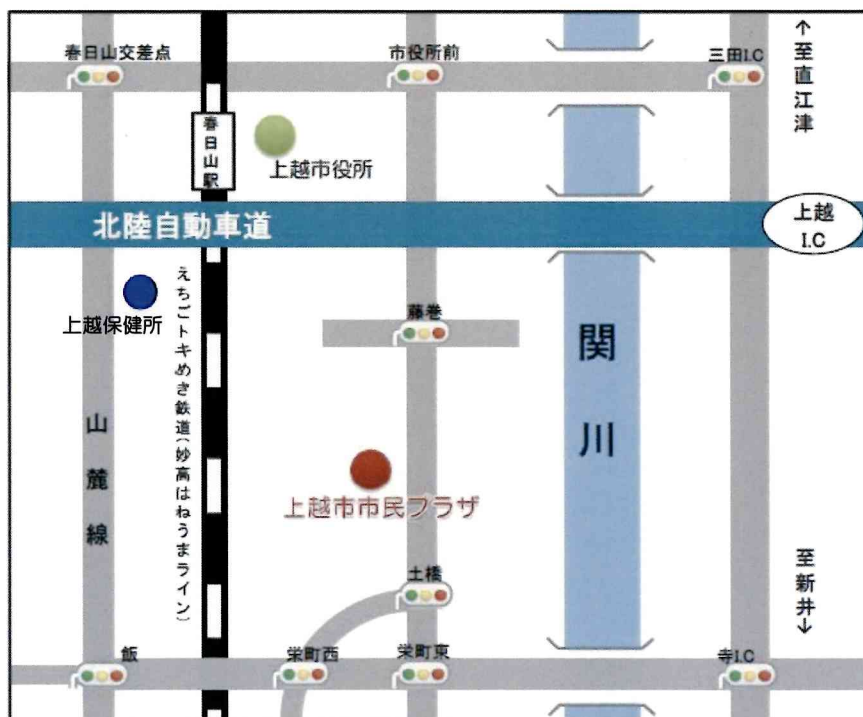 春日山交差点
市役所前
三田I.C
↑至直江津
春日山駅
上越市役所
北陸自動車道
上越
I.C
上越保健所
えちごトキめき鉄道(妙高はねうまライン)
藤巻
関川
山麓線
上越市市民プラザ
土橋
至新井↓
飯
栄町西
栄町東
寺I.C